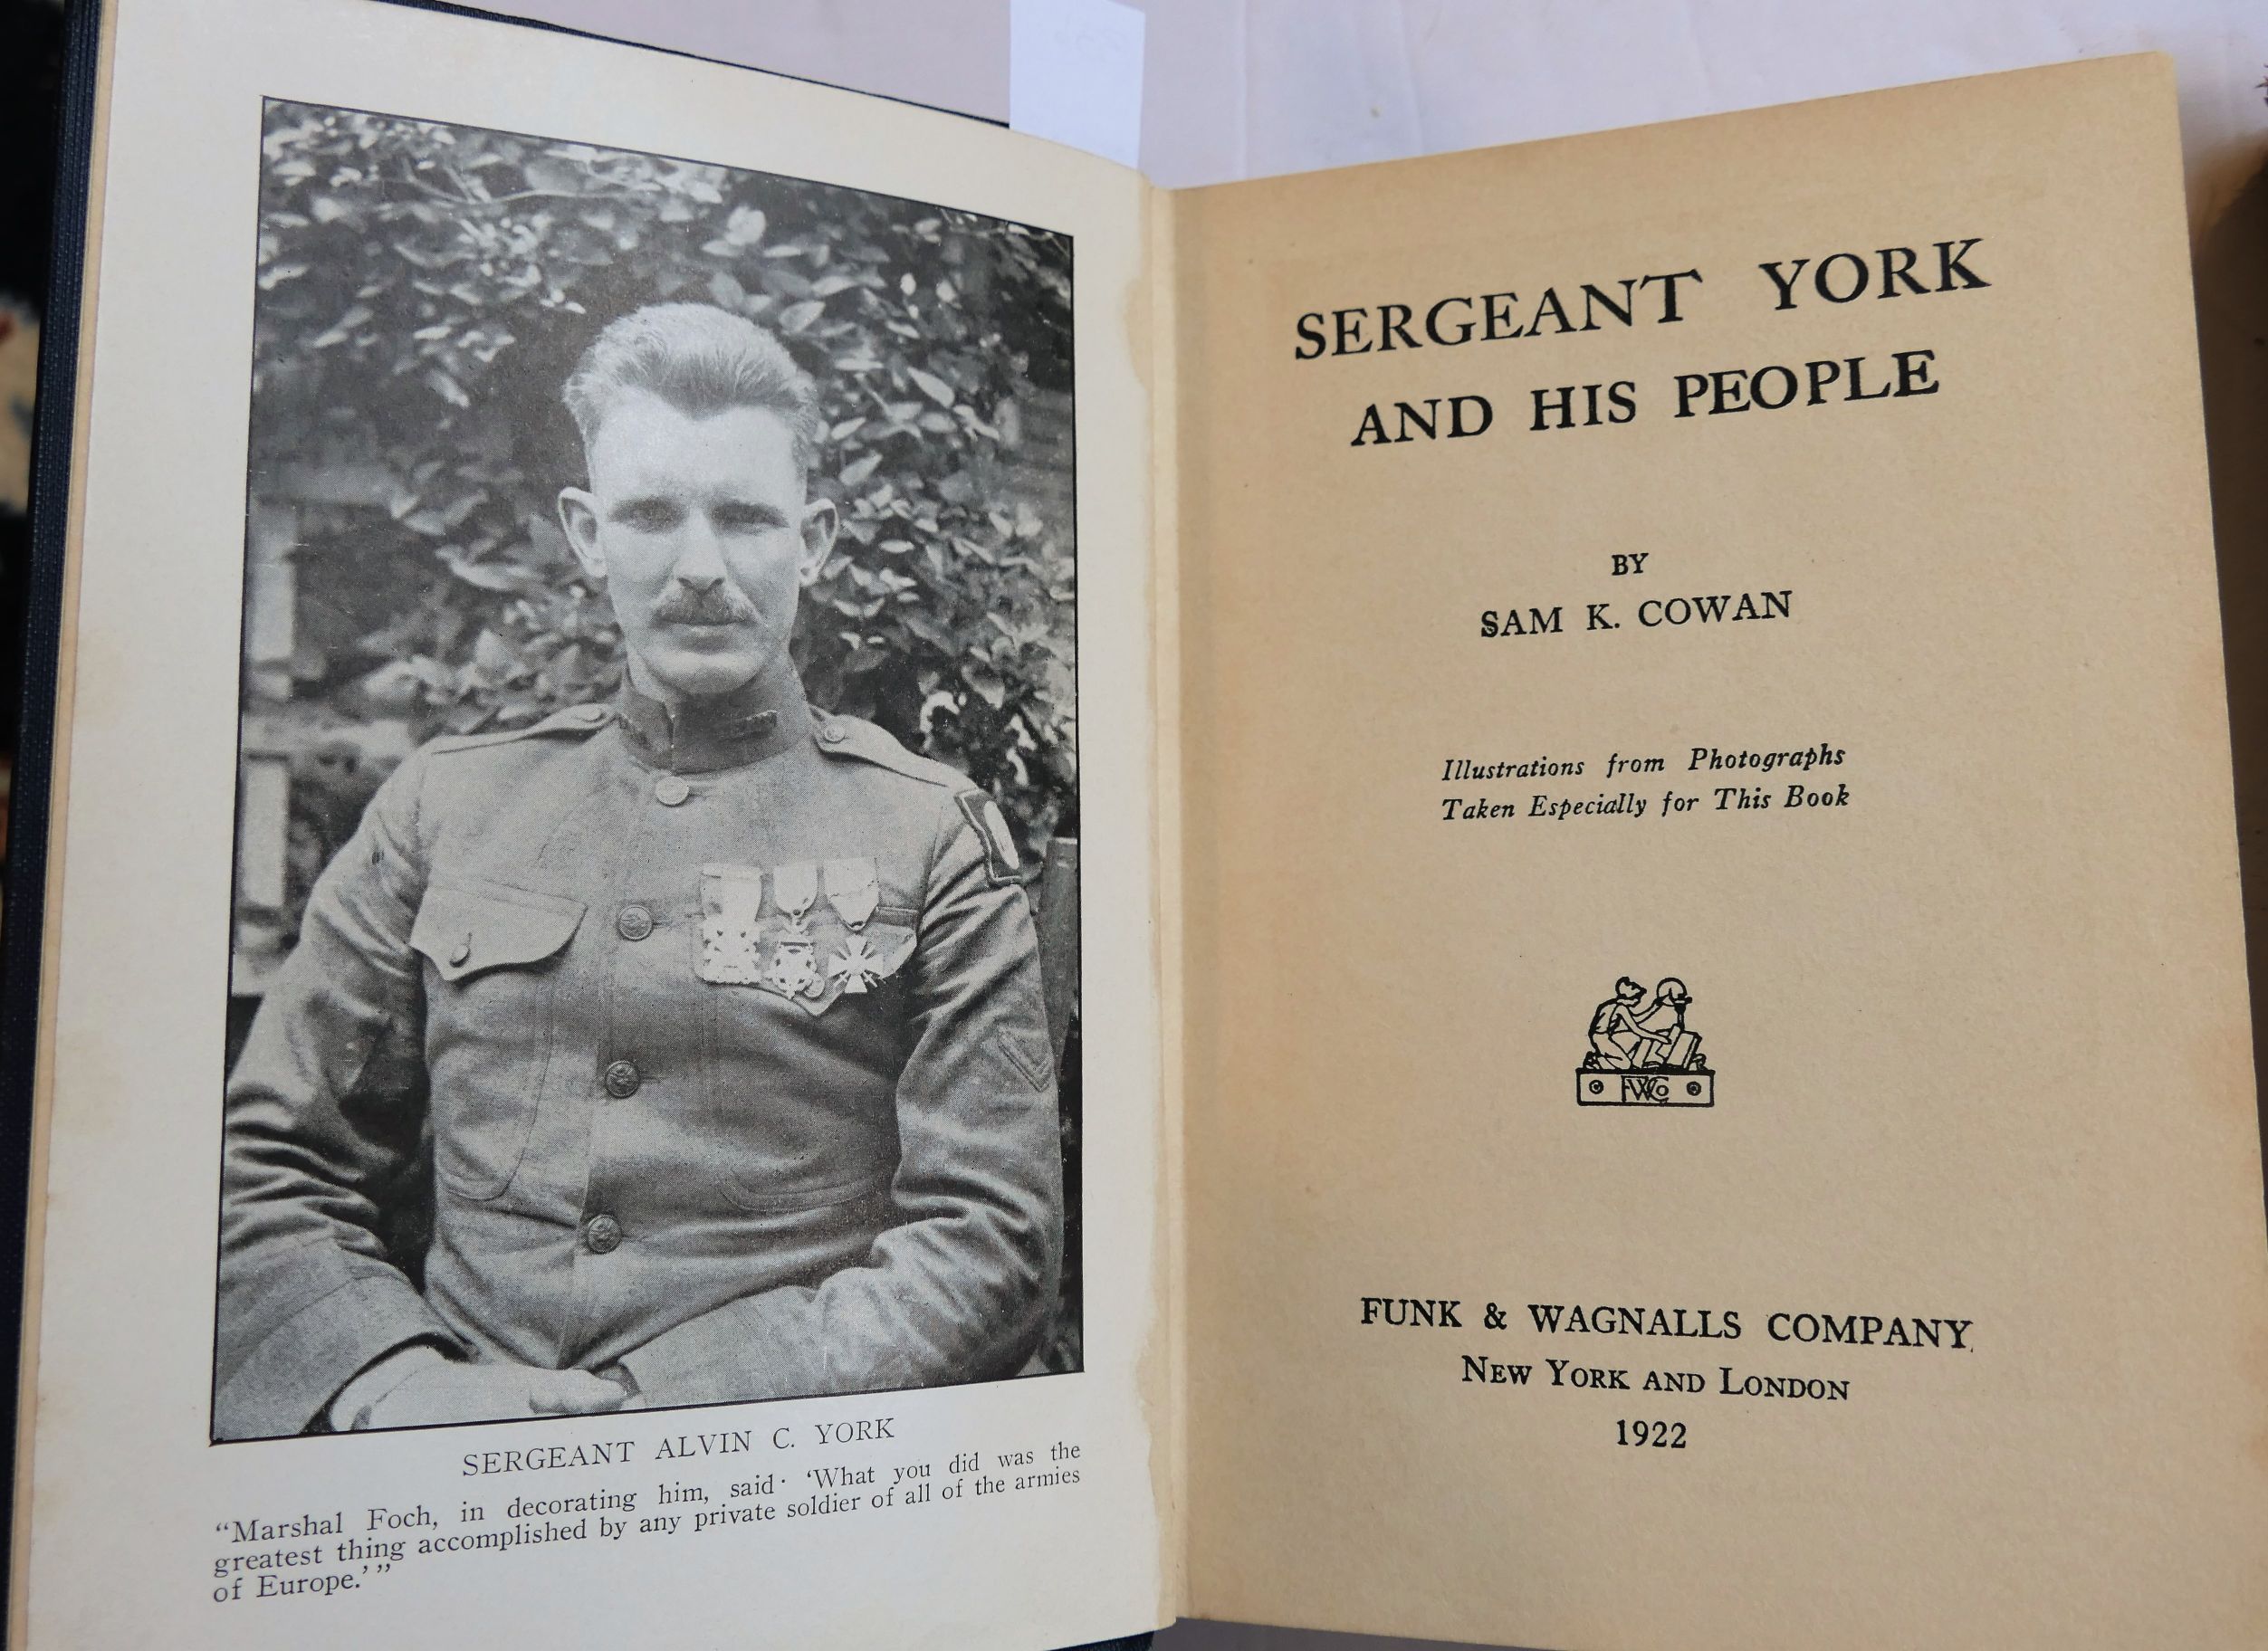 SERGEANT ALVIN C. YORK
“Marshal Foch, in decorating him, said· ‘What you did was the
greatest thing accomplished by any private soldier of all of the armies
of Europe.’”
SERGEANT YORK
AND HIS PEOPLE
BY
SAM K. COWAN
Illustrations from Photographs
Taken Especially for This Book
FWCo
FUNK & WAGNALLS COMPANY
NEW YORK AND LONDON
1922